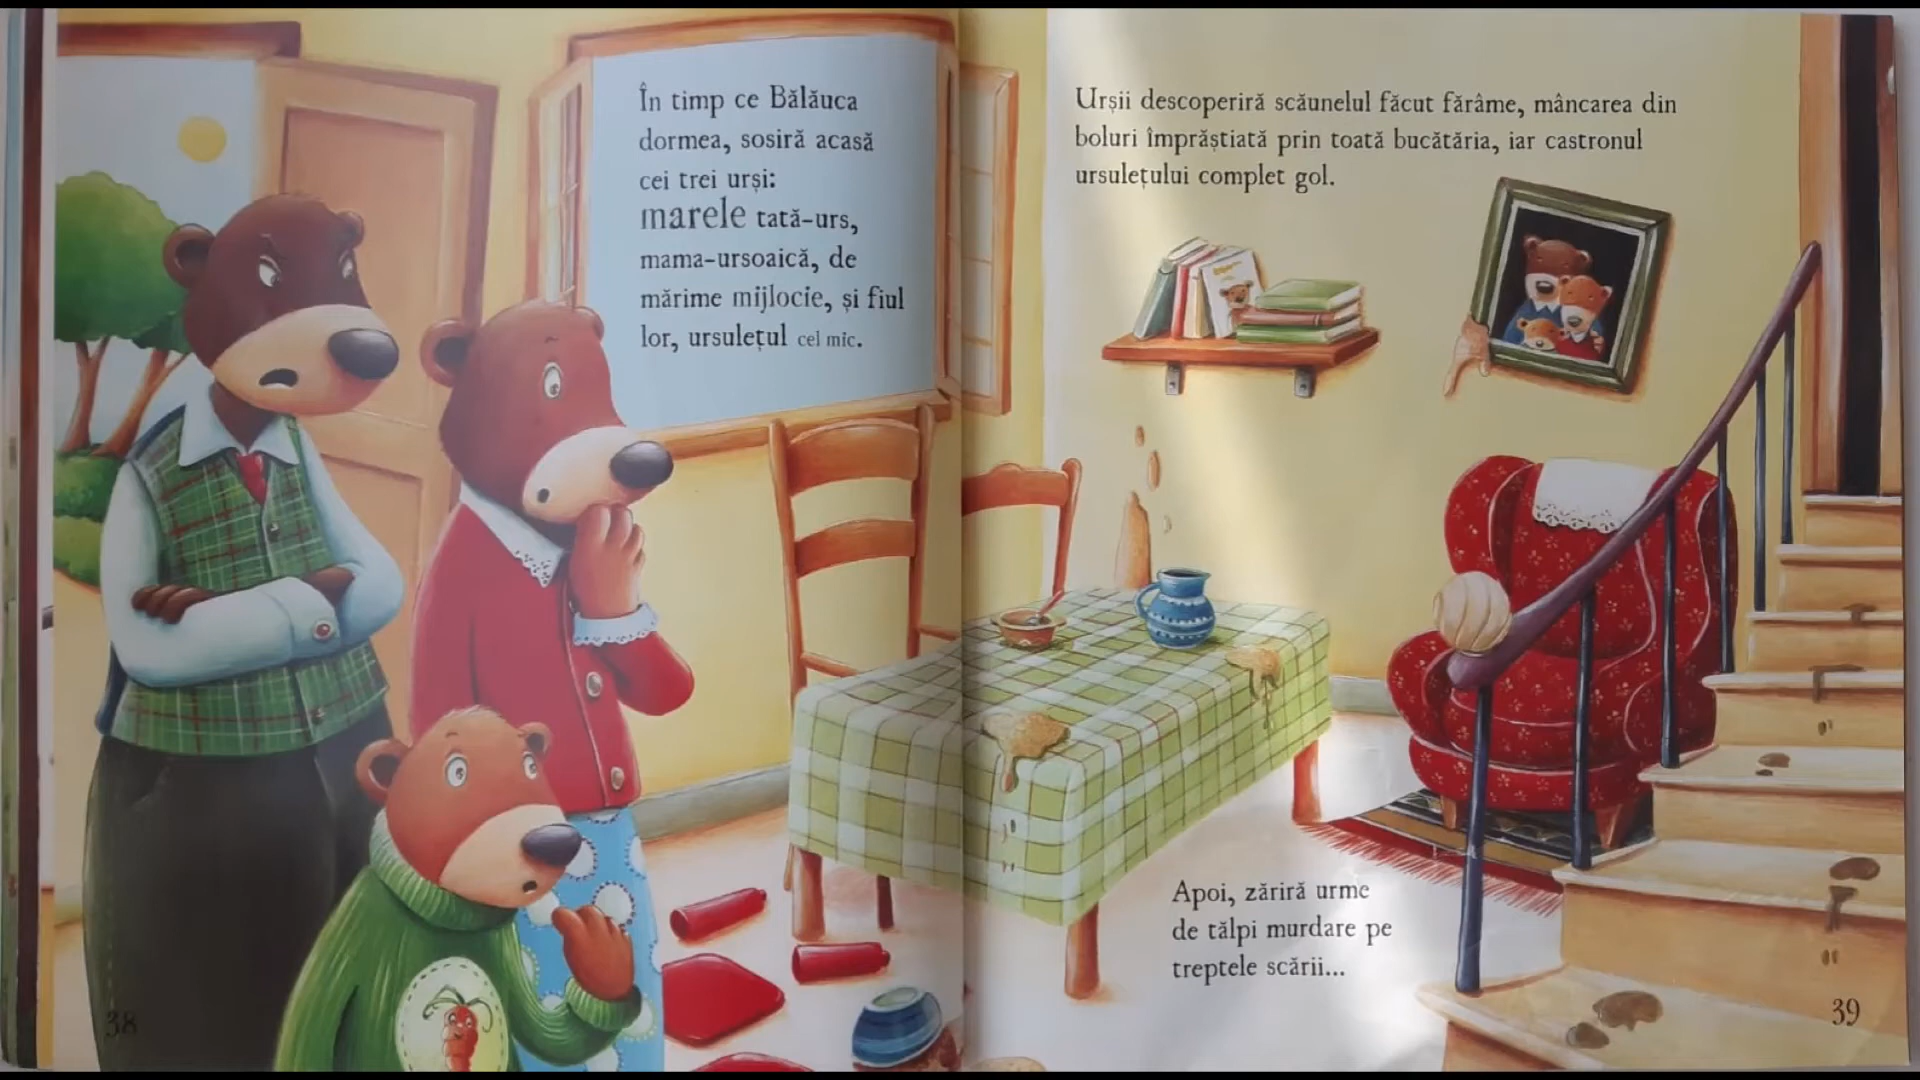 În timp ce Bălăuca
dormea, sosiră acasă
cei trei urși:
marele tată-urs,
mama-ursoaică, de
mărime mijlocie, și fiul
lor, ursulețul cel mic.
38
Urșii descoperiră scăunelul făcut fărâme, mâncarea din
boluri împrăștiată prin toată bucătăria, iar castronul
ursulețului complet gol.
Apoi, zăriră urme
de tălpi murdare pe
treptele scării...
39